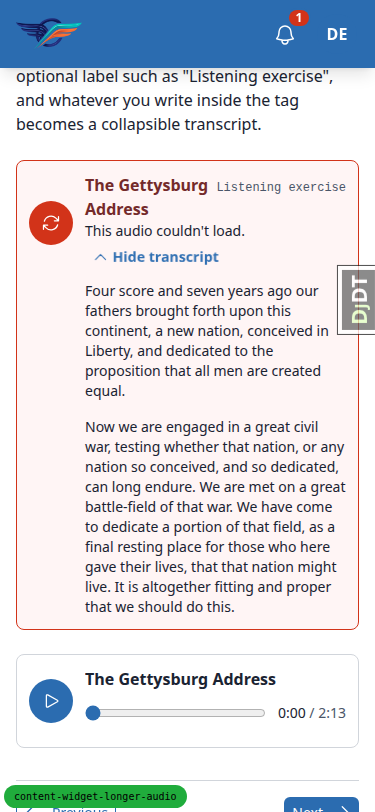 1
DE
optional label such as "Listening exercise",
and whatever you write inside the tag
becomes a collapsible transcript.
The Gettysburg Address
Listening exercise
This audio couldn't load.
Hide transcript
DjDT
Four score and seven years ago our
fathers brought forth upon this
continent, a new nation, conceived in
Liberty, and dedicated to the
proposition that all men are created
equal.
Now we are engaged in a great civil
war, testing whether that nation, or any
nation so conceived, and so dedicated,
can long endure. We are met on a great
battle-field of that war. We have come
to dedicate a portion of that field, as a
final resting place for those who here
gave their lives, that that nation might
live. It is altogether fitting and proper
that we should do this.
The Gettysburg Address
0:00 / 2:13
content-widget-longer-audio
Previous
Next